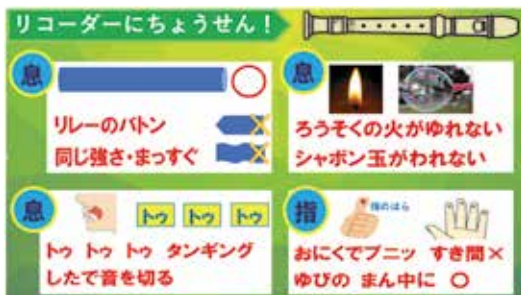 リコーダーにちょうせん！
息
リレーのバトン
同じ強さ・まっすぐ
息
ろうそくの火がゆれない
シャボン玉がわれない
息
トゥ トゥ トゥ
トゥ トゥ トゥ タンギング
したで音を切る
指
指のはら
おにくでプニッ すき間×
ゆびの まん中に ○